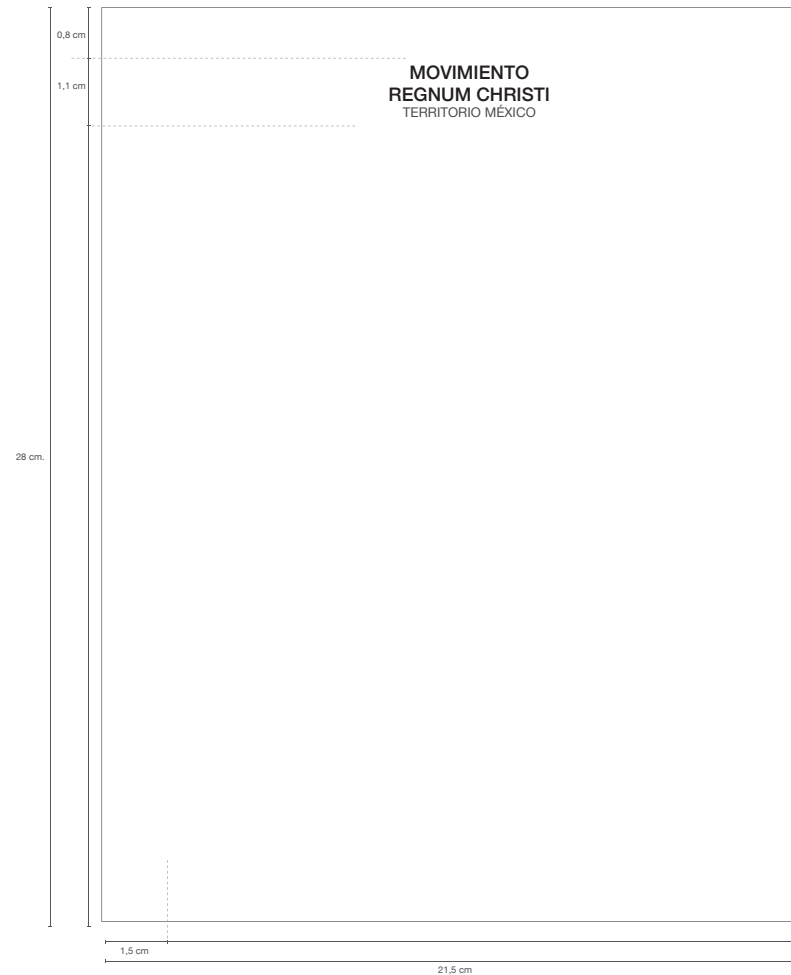 0,8 cm
MOVIMIENTO
1,1 cm
REGNUM CHRISTI
TERRITORIO MÉXICO
28 cm.
1,5 cm
21,5 cm